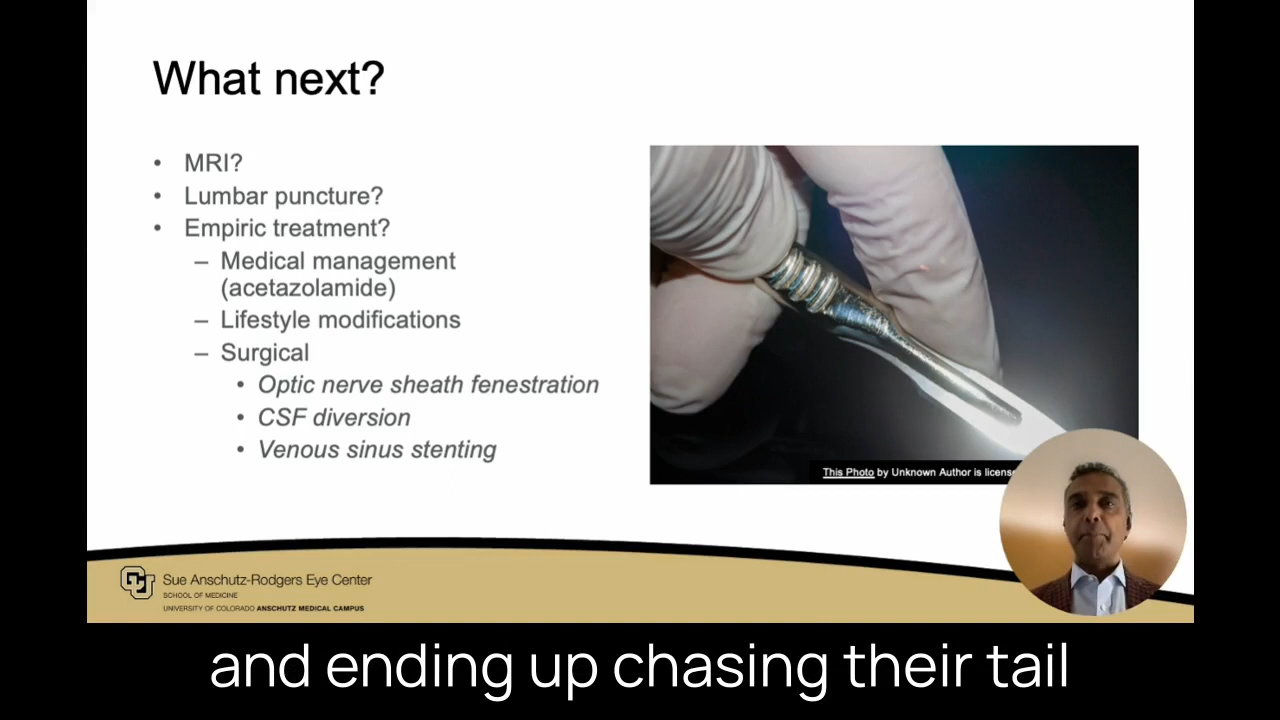 What next?
• MRI?
• Lumbar puncture?
• Empiric treatment?
– Medical management
(acetazolamide)
– Lifestyle modifications
– Surgical
• Optic nerve sheath fenestration
• CSF diversion
• Venous sinus stenting
This Photo by Unknown Author is
Sue Anschutz-Rodgers Eye Center
SCHOOL OF MEDICINE
UNIVERSITY OF COLORADO ANSCHUTZ MEDICAL CAMPUS
and ending up chasing their tail